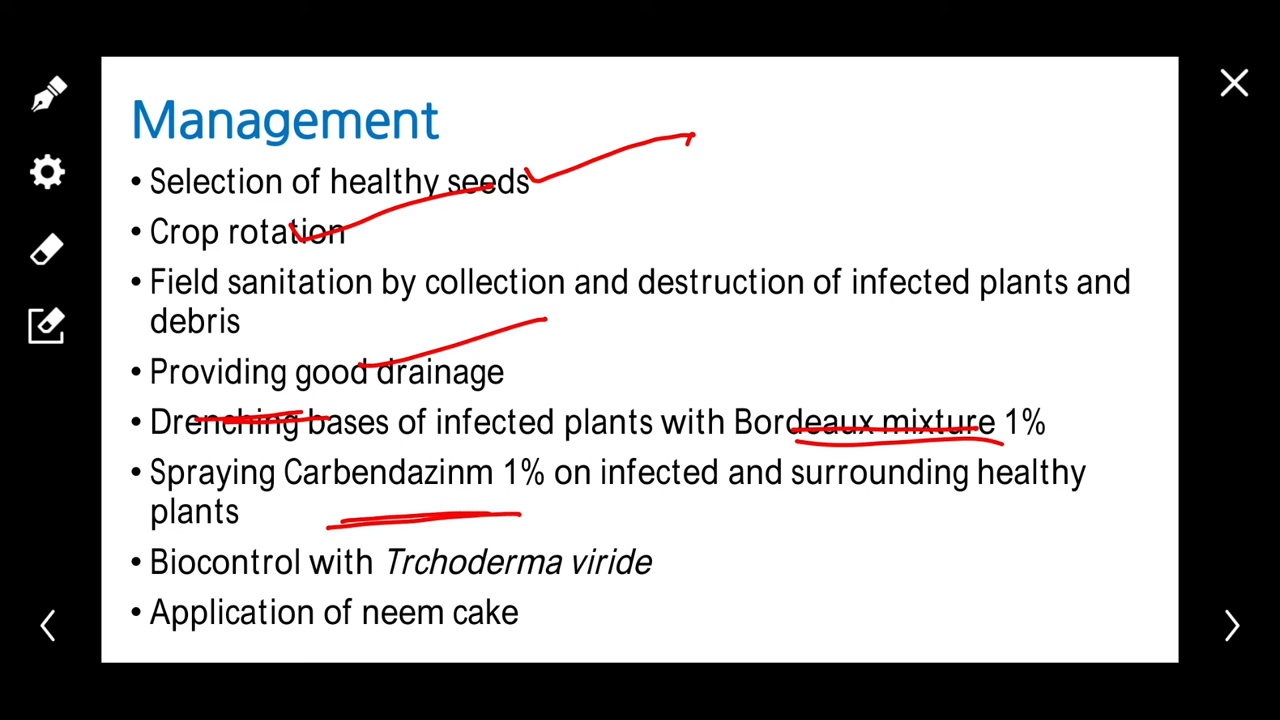 Management
• Selection of healthy seeds
• Crop rotation
• Field sanitation by collection and destruction of infected plants and
debris
• Providing good drainage
• Drenching bases of infected plants with Bordeaux mixture 1%
• Spraying Carbendazinm 1% on infected and surrounding healthy
plants
• Biocontrol with Trchoderma viride
• Application of neem cake